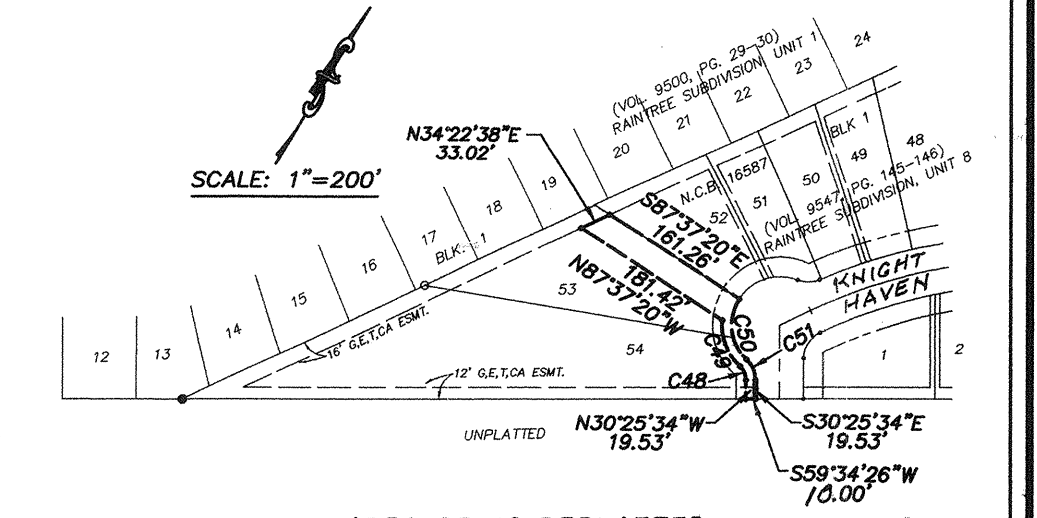 (VOL. 9500, PG. 29-30)
RAINTREE SUBDIVISION UNIT 1
24
23
22
21
20
19
18
17
16
15
14
13
12
BLK. 1
N34°22'38"E
33.02'
SCALE: 1"=200'
N.C.B. 16587
BLK 1
48
49
50
51
52
(VOL. 9547, PG. 145-146)
RAINTREE SUBDIVISION, UNIT 8
S87°37'20"E
161.26'
181.42'
N87°37'20"W
53
54
KNIGHT
HAVEN
16' G,E,T,CA ESMT.
12' G,E,T,CA ESMT.
C50
C49
C51
C48
1
2
UNPLATTED
N30°25'34"W
19.53'
S30°25'34"E
19.53'
S59°34'26"W
10.00'